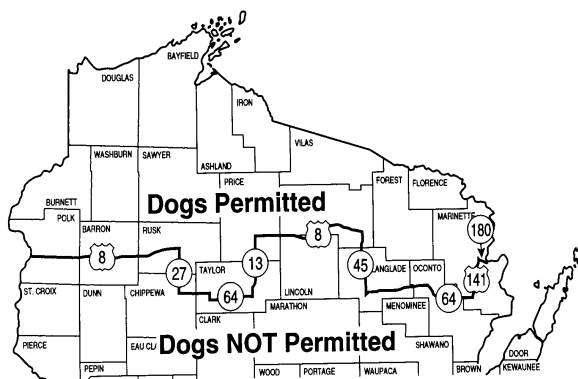 BAYFIELD
DOUGLAS
IRON
VILAS
WASHBURN
SAWYER
ASHLAND
PRICE
FOREST
FLORENCE
BURNETT
POLK
Dogs Permitted
MARINETTE
BARRON
RUSK
180
8
8
27
TAYLOR
13
45
LANGLADE
OCONTO
141
ST. CROIX
DUNN
CHIPPEWA
64
LINCOLN
MARATHON
MENOMINEE
64
CLARK
PIERCE
EAU CLA
Dogs NOT Permitted
SHAWANO
DOOR
PEPIN
WOOD
PORTAGE
WAUPACA
BROWN
KEWAUNEE